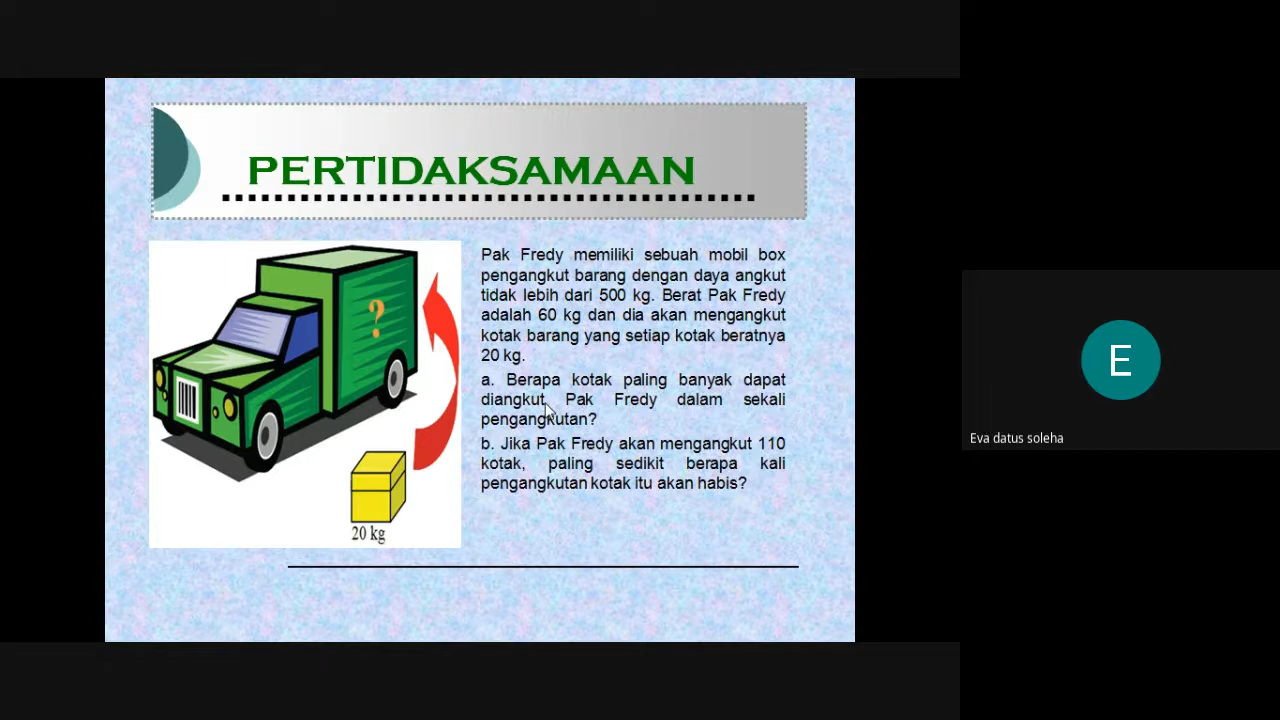 PERTIDAKSAMAAN
?
20 kg
Pak Fredy memiliki sebuah mobil box
pengangkut barang dengan daya angkut
tidak lebih dari 500 kg. Berat Pak Fredy
adalah 60 kg dan dia akan mengangkut
kotak barang yang setiap kotak beratnya
20 kg.
a. Berapa kotak paling banyak dapat
diangkut Pak Fredy dalam sekali
pengangkutan?
b. Jika Pak Fredy akan mengangkut 110
kotak, paling sedikit berapa kali
pengangkutan kotak itu akan habis?
E
Eva datus soleha